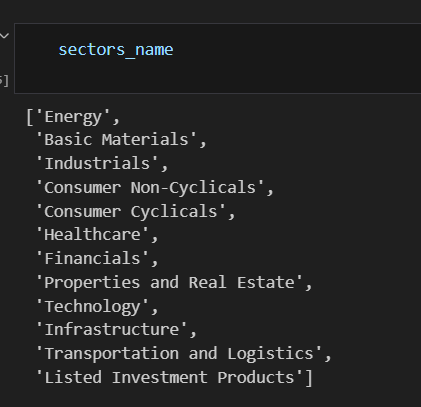 sectors_name
]
['Energy',
'Basic Materials',
'Industrials',
'Consumer Non-Cyclicals',
'Consumer Cyclicals',
'Healthcare',
'Financials',
'Properties and Real Estate',
'Technology',
'Infrastructure',
'Transportation and Logistics',
'Listed Investment Products']